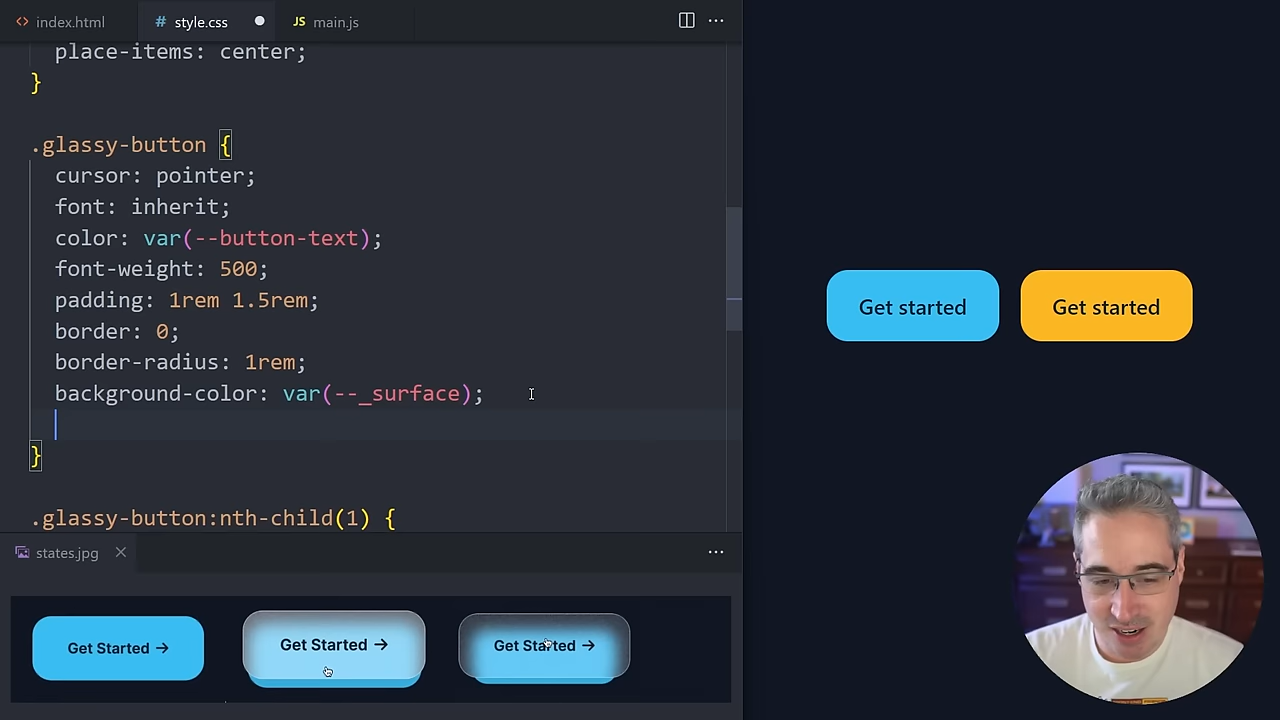 <> index.html
# style.css
JS main.js
place-items: center;
}
.glassy-button {
cursor: pointer;
font: inherit;
color: var(--button-text);
font-weight: 500;
padding: 1rem 1.5rem;
border: 0;
border-radius: 1rem;
background-color: var(--_surface);
}
.glassy-button:nth-child(1) {
Get started
Get started
states.jpg
Get Started →
Get Started →
Get Started →